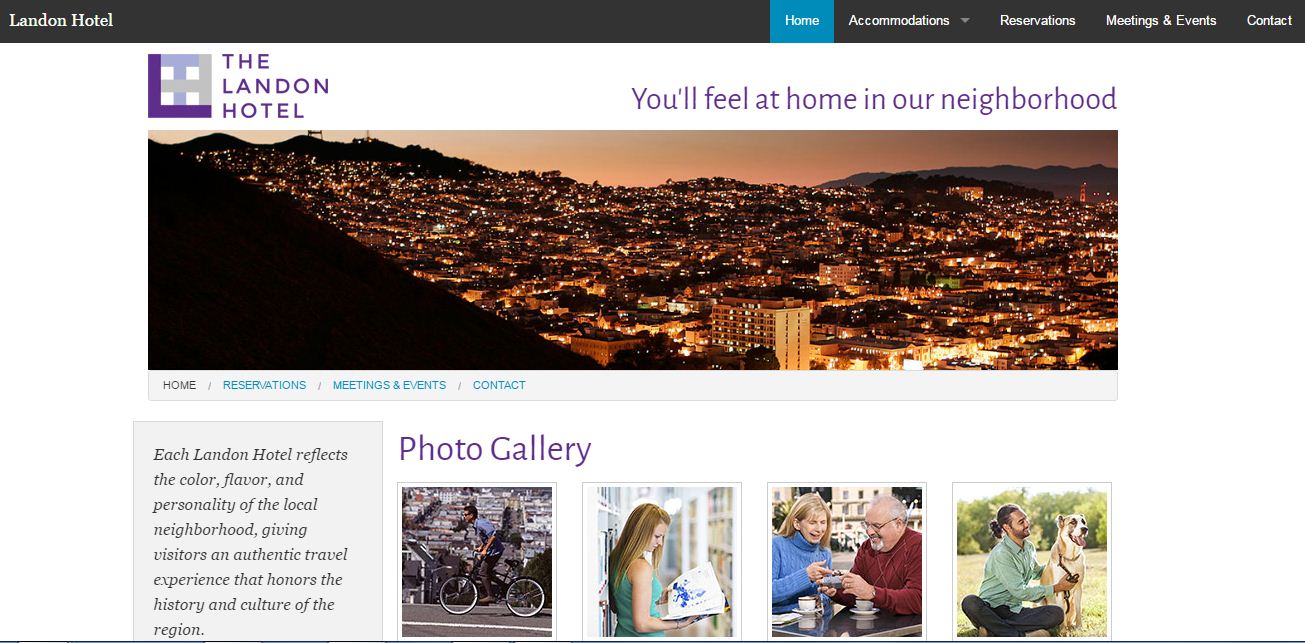 Landon Hotel
Home Accommodations Reservations Meetings & Events Contact
THE
LANDON
HOTEL
You'll feel at home in our neighborhood
HOME / RESERVATIONS / MEETINGS & EVENTS / CONTACT
Each Landon Hotel reflects
the color, flavor, and
personality of the local
neighborhood, giving
visitors an authentic travel
experience that honors the
history and culture of the
region.
Photo Gallery